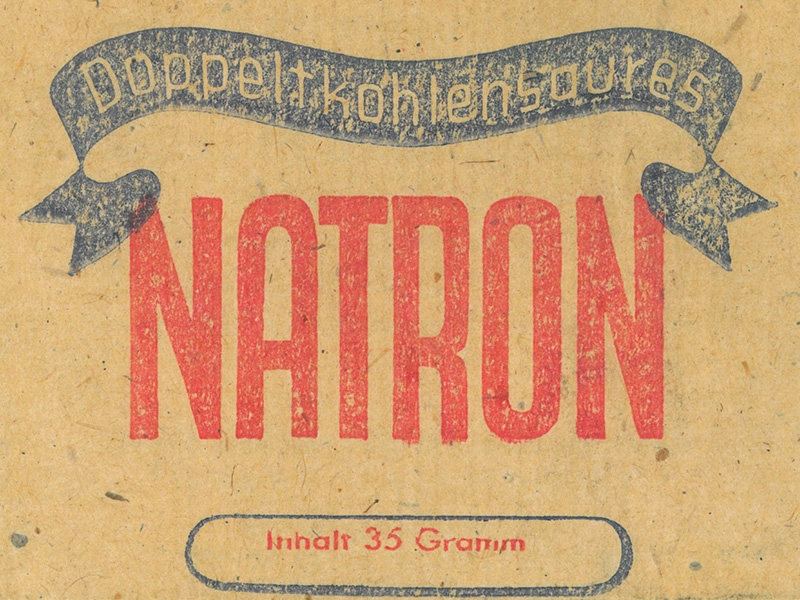 Doppeltkohlensaures
NATRON
Inhalt 35 Gramm